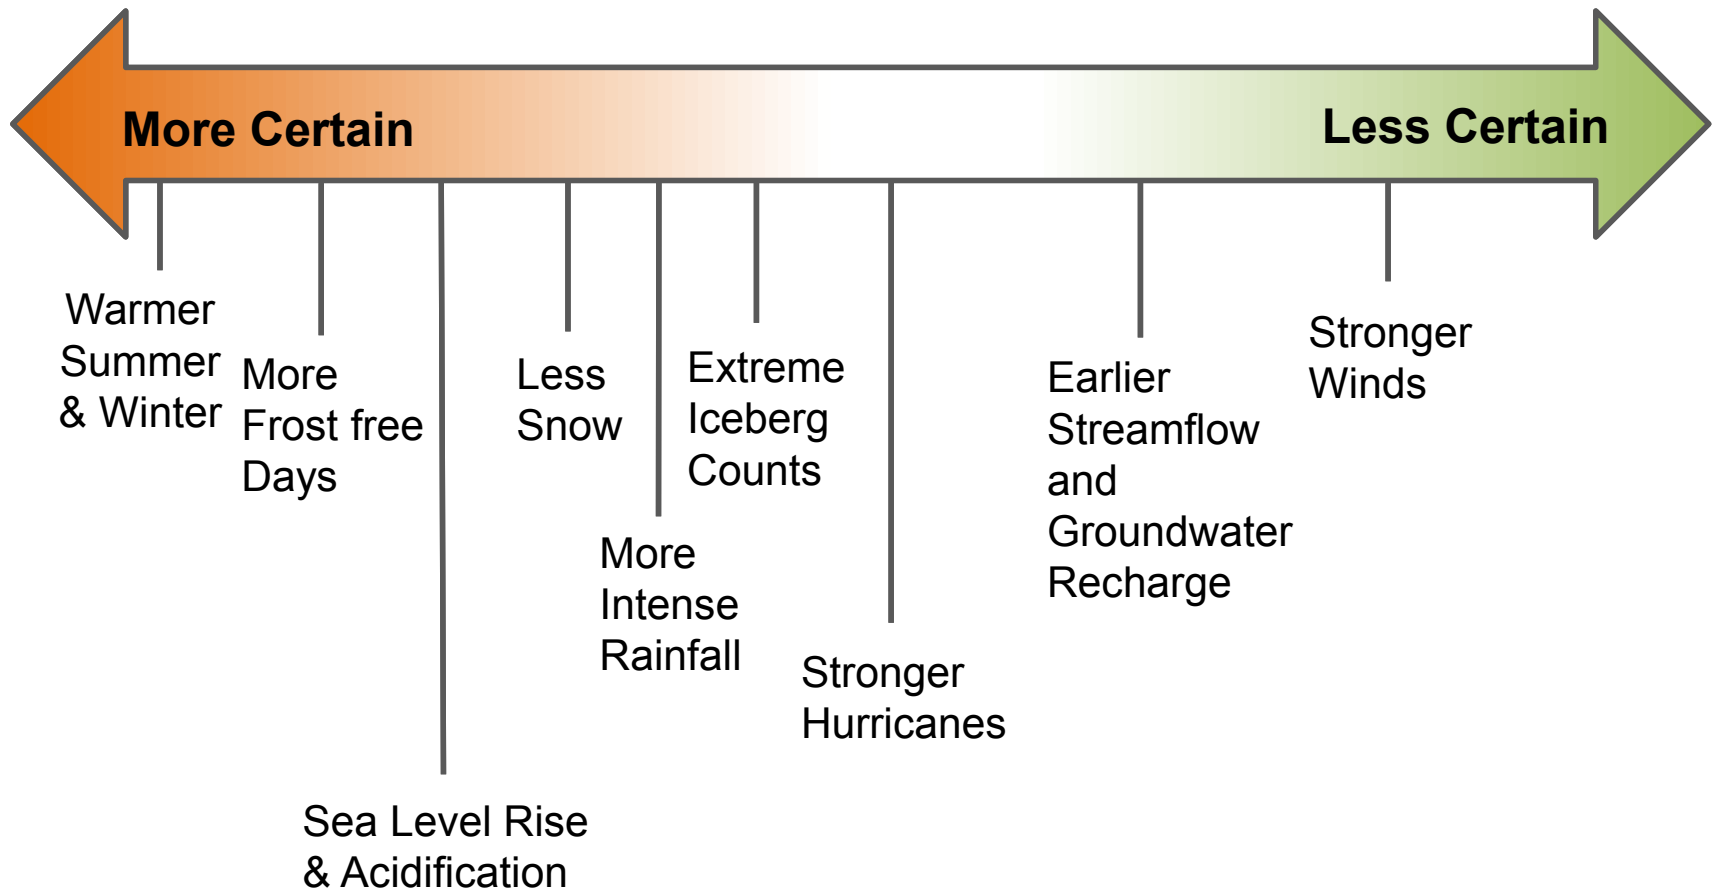 More Certain
Less Certain
Warmer
Summer
& Winter
More
Frost free
Days
Sea Level Rise
& Acidification
Less
Snow
More
Intense
Rainfall
Extreme
Iceberg
Counts
Stronger
Hurricanes
Earlier
Streamflow
and
Groundwater
Recharge
Stronger
Winds